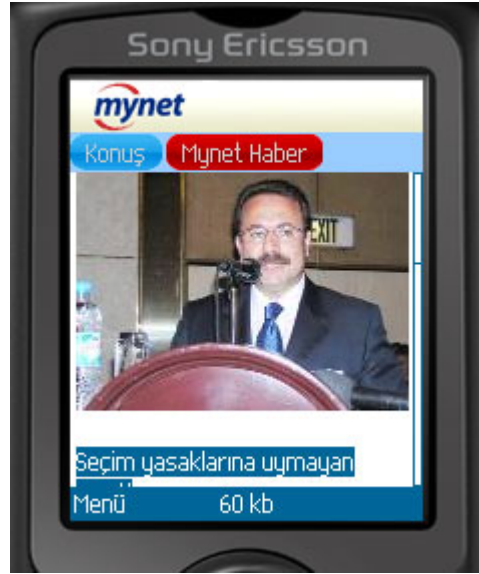 Sony Ericsson
mynet
Konuş Mynet Haber
EXIT
Seçim yasaklarına uymayan
Menü 60 kb